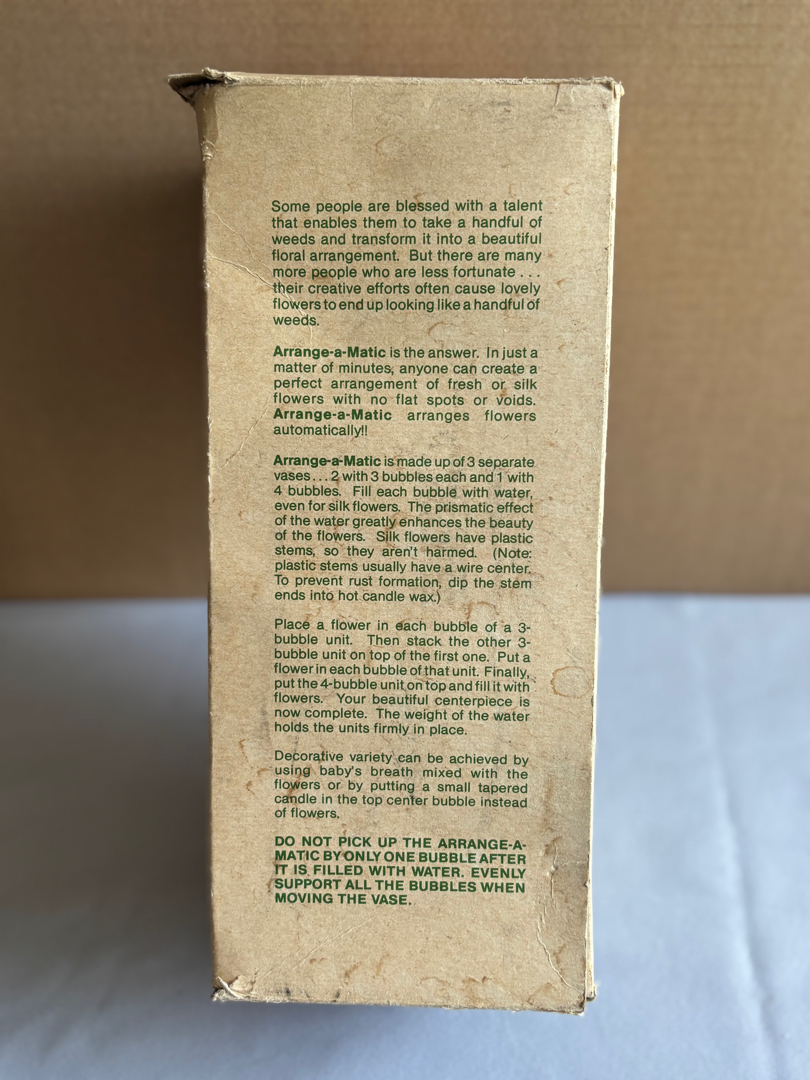 Some people are blessed with a talent
that enables them to take a handful of
weeds and transform it into a beautiful
floral arrangement. But there are many
more people who are less fortunate . . .
their creative efforts often cause lovely
flowers to end up looking like a handful of
weeds.
Arrange-a-Matic is the answer. In just a
matter of minutes, anyone can create a
perfect arrangement of fresh or silk
flowers with no flat spots or voids.
Arrange-a-Matic arranges flowers
automatically!!
Arrange-a-Matic is made up of 3 separate
vases . . . 2 with 3 bubbles each and 1 with
4 bubbles. Fill each bubble with water,
even for silk flowers. The prismatic effect
of the water greatly enhances the beauty
of the flowers. Silk flowers have plastic
stems, so they aren't harmed. (Note:
plastic stems usually have a wire center.
To prevent rust formation, dip the stem
ends into hot candle wax.)
Place a flower in each bubble of a 3-
bubble unit. Then stack the other 3-
bubble unit on top of the first one. Put a
flower in each bubble of that unit. Finally,
put the 4-bubble unit on top and fill it with
flowers. Your beautiful centerpiece is
now complete. The weight of the water
holds the units firmly in place.
Decorative variety can be achieved by
using baby's breath mixed with the
flowers or by putting a small tapered
candle in the top center bubble instead
of flowers.
DO NOT PICK UP THE ARRANGE-A-
MATIC BY ONLY ONE BUBBLE AFTER
IT IS FILLED WITH WATER. EVENLY
SUPPORT ALL THE BUBBLES WHEN
MOVING THE VASE.